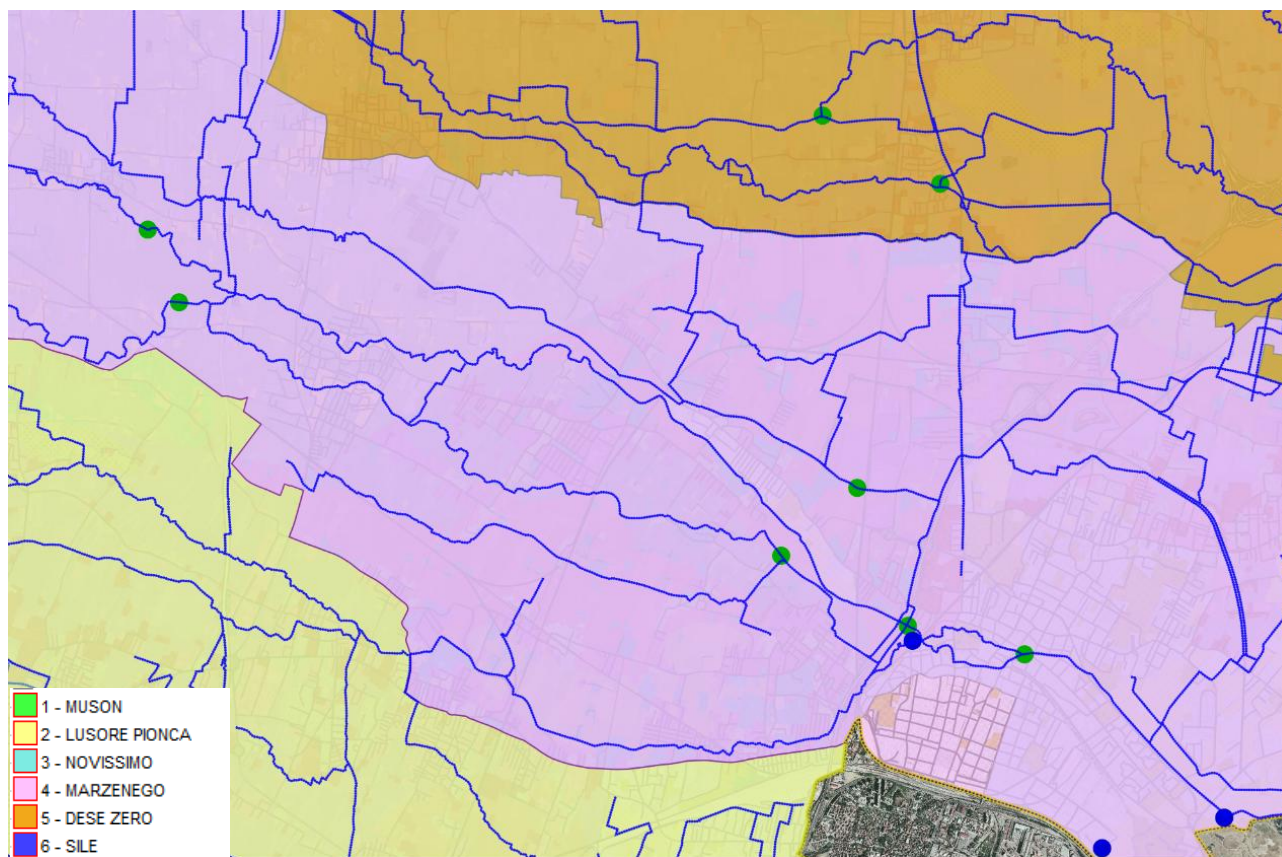 1 - MUSON
2 - LUSORE PIONCA
3 - NOVISSIMO
4 - MARZENEGO
5 - DESE ZERO
6 - SILE